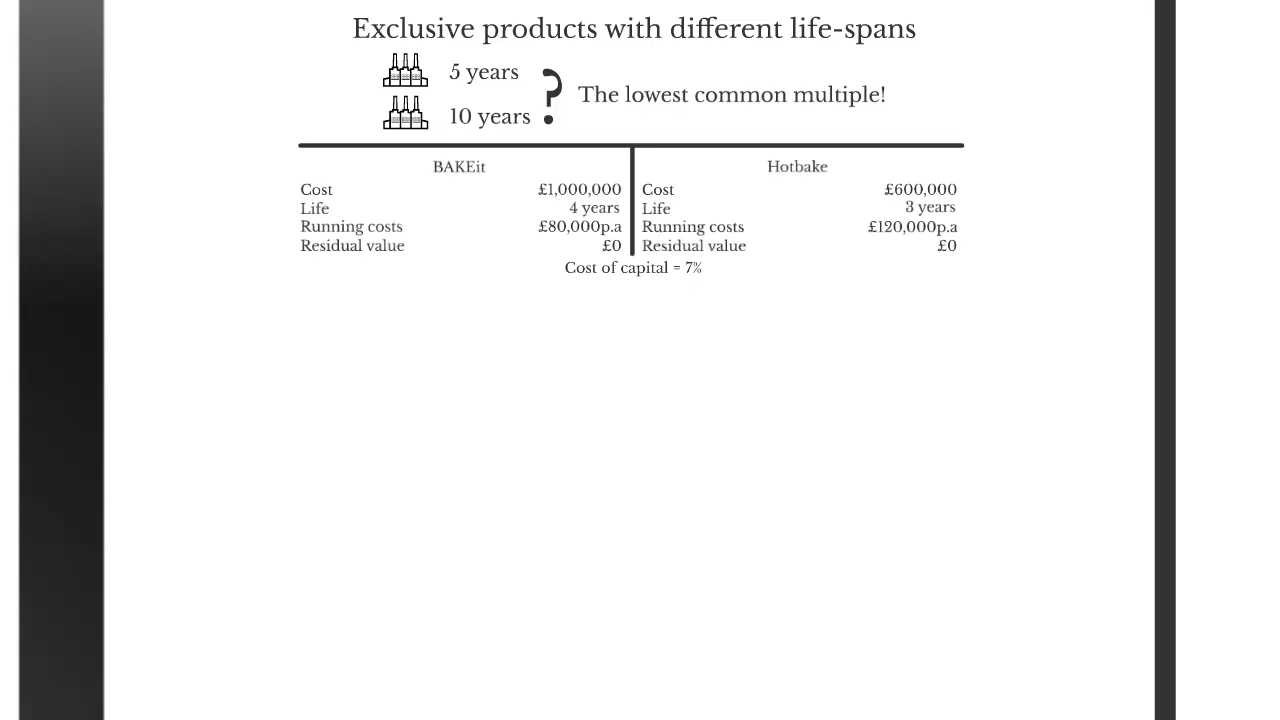 Exclusive products with different life-spans
5 years
10 years
?
The lowest common multiple!
BAKEit
Cost £1,000,000
Life 4 years
Running costs £80,000p.a
Residual value £0
Hotbake
Cost £600,000
Life 3 years
Running costs £120,000p.a
Residual value £0
Cost of capital = 7%